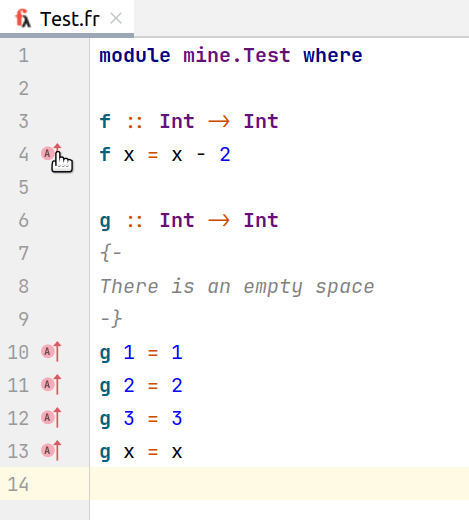 Test.fr
1 module mine.Test where
2
3 f :: Int -> Int
4 A f x = x - 2
5
6 g :: Int -> Int
7 {-
8 There is an empty space
9 -}
10 A g 1 = 1
11 A g 2 = 2
12 A g 3 = 3
13 A g x = x
14